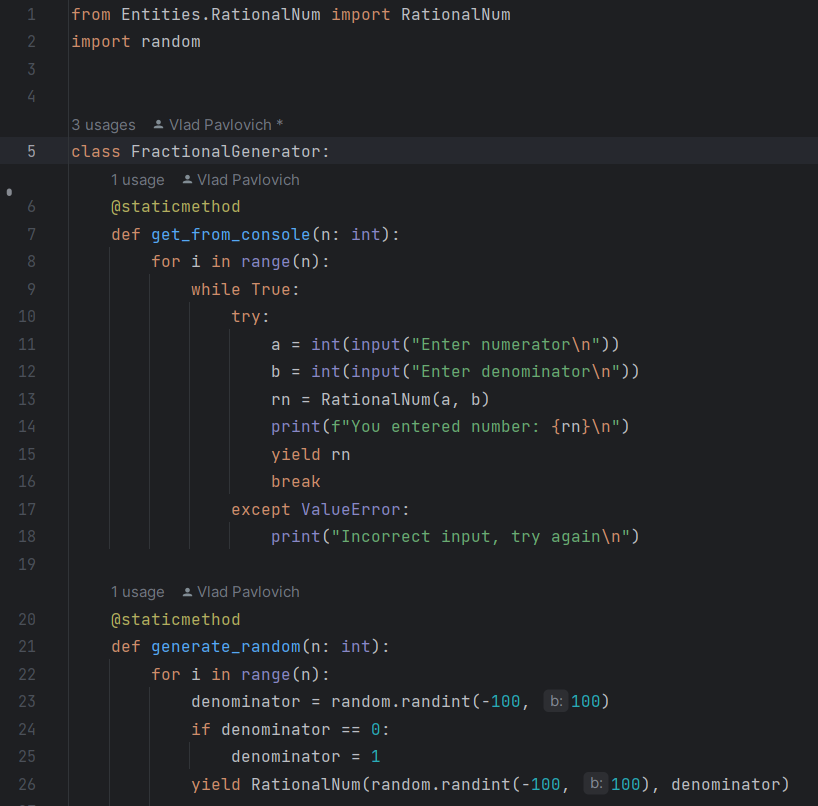 1 from Entities.RationalNum import RationalNum
2 import random
3
4
3 usages Vlad Pavlovich *
5 class FractionalGenerator:
1 usage Vlad Pavlovich
6 @staticmethod
7 def get_from_console(n: int):
8 for i in range(n):
9 while True:
10 try:
11 a = int(input("Enter numerator\n"))
12 b = int(input("Enter denominator\n"))
13 rn = RationalNum(a, b)
14 print(f"You entered number: {rn}\n")
15 yield rn
16 break
17 except ValueError:
18 print("Incorrect input, try again\n")
19
1 usage Vlad Pavlovich
20 @staticmethod
21 def generate_random(n: int):
22 for i in range(n):
23 denominator = random.randint(-100, b: 100)
24 if denominator == 0:
25 denominator = 1
26 yield RationalNum(random.randint(-100, b: 100), denominator)